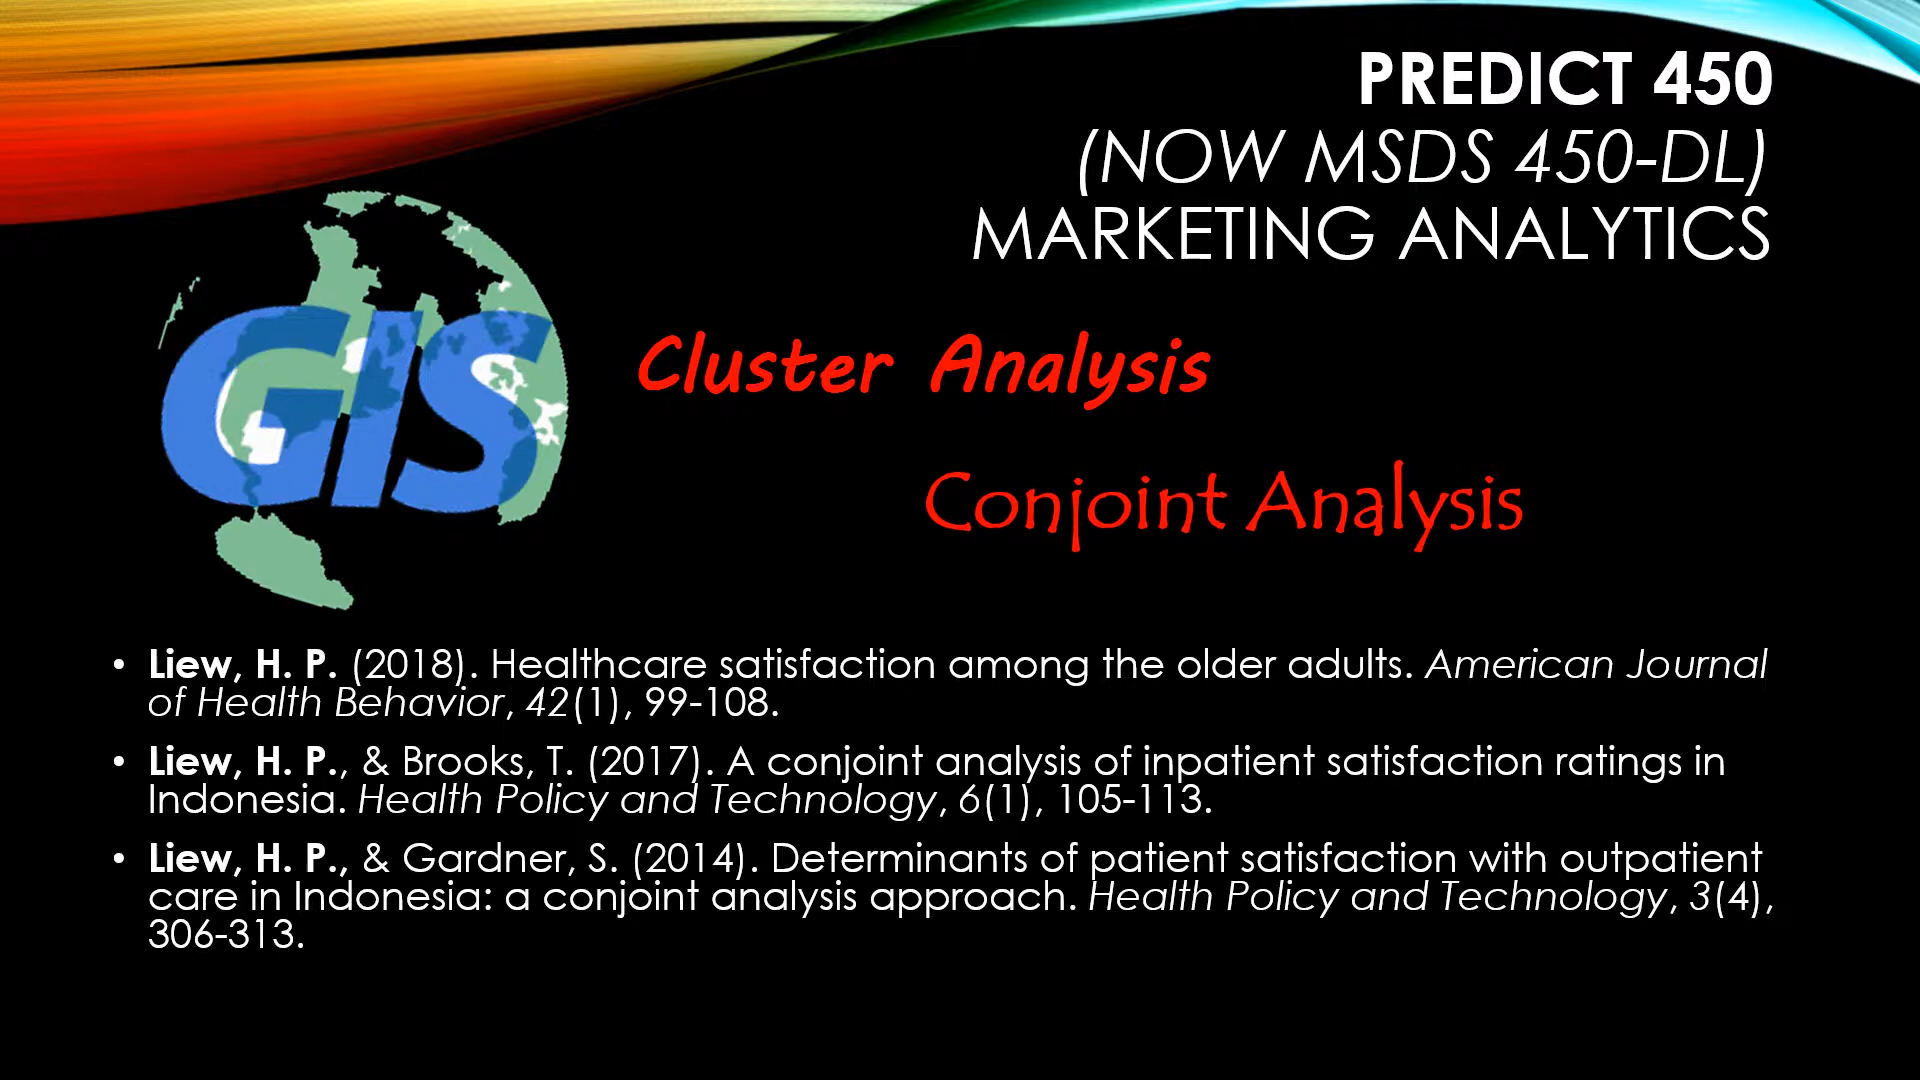 PREDICT 450
(NOW MSDS 450-DL)
MARKETING ANALYTICS
GIS
Cluster Analysis
Conjoint Analysis
• Liew, H. P. (2018). Healthcare satisfaction among the older adults. American Journal
of Health Behavior, 42(1), 99-108.
• Liew, H. P., & Brooks, T. (2017). A conjoint analysis of inpatient satisfaction ratings in
Indonesia. Health Policy and Technology, 6(1), 105-113.
• Liew, H. P., & Gardner, S. (2014). Determinants of patient satisfaction with outpatient
care in Indonesia: a conjoint analysis approach. Health Policy and Technology, 3(4),
306-313.